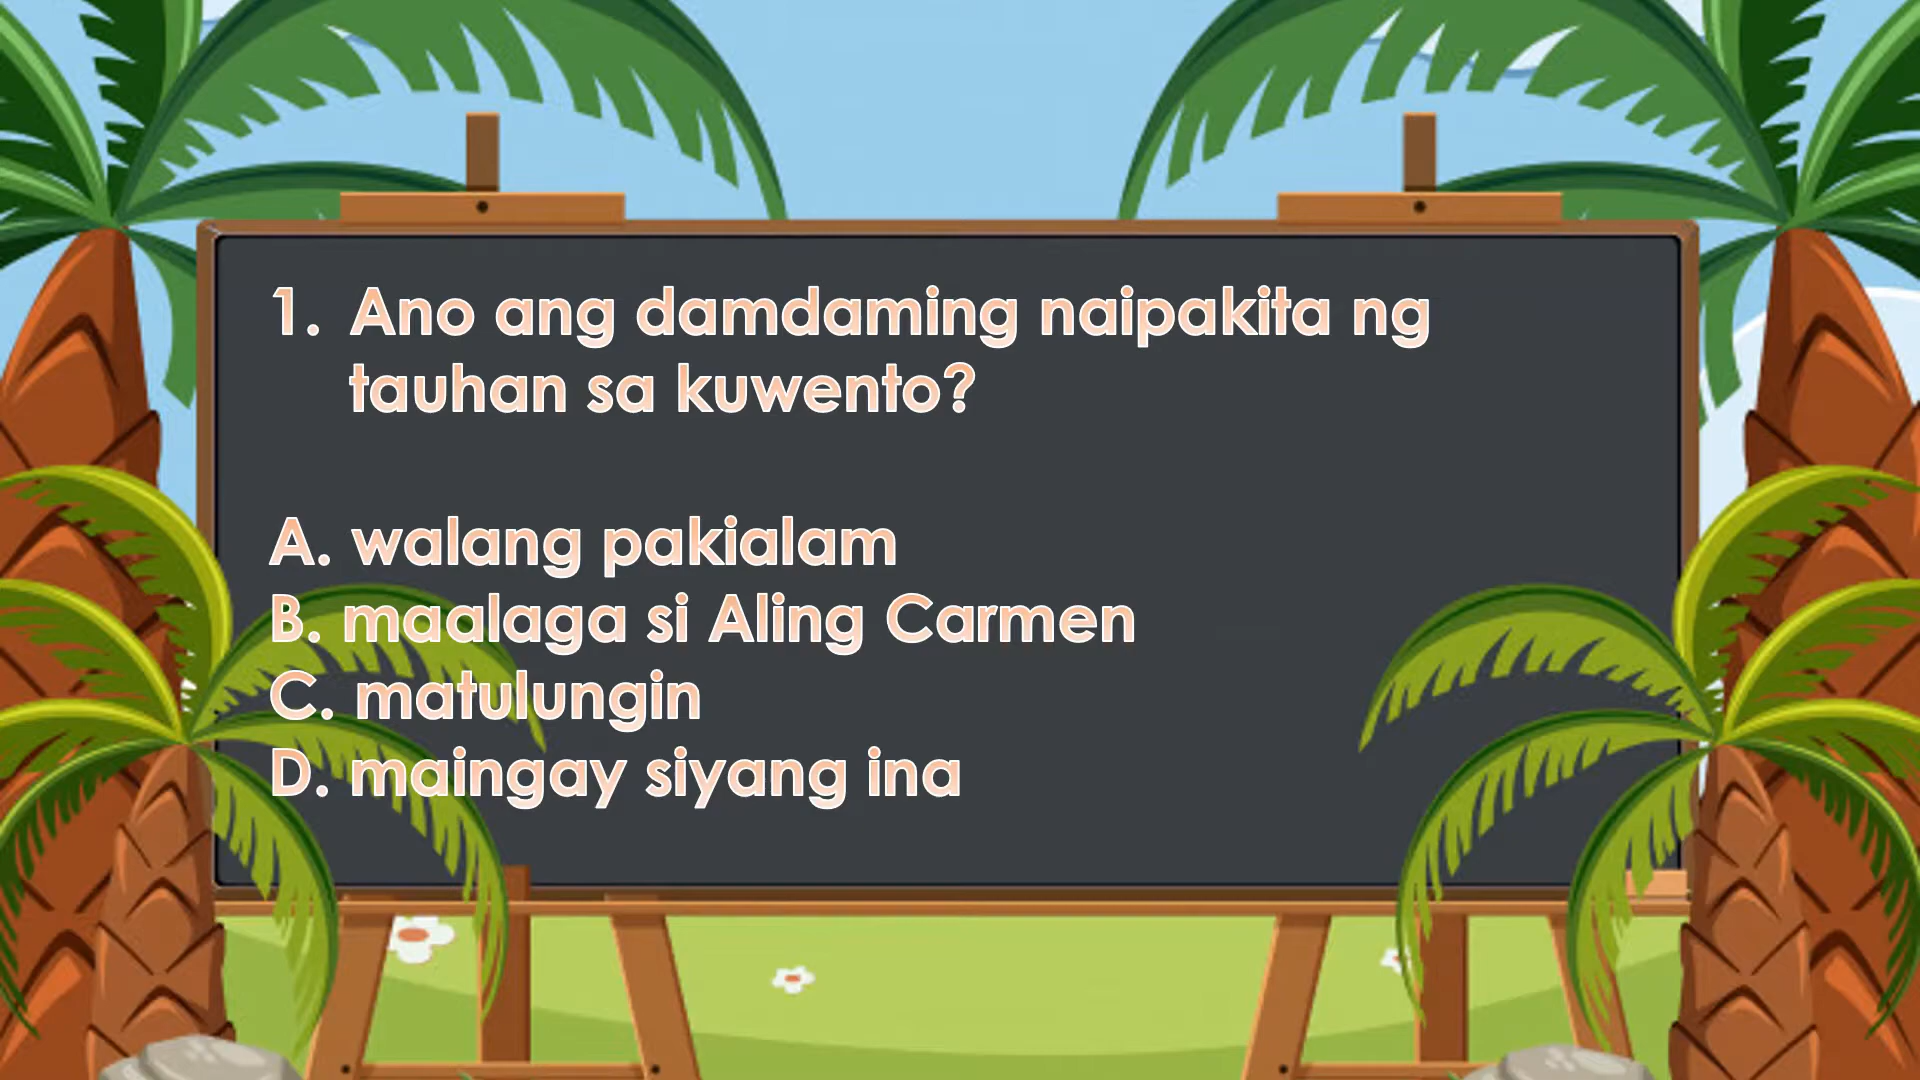 1. Ano ang damdaming naipakita ng
tauhan sa kuwento?
A. walang pakialam
B. maalaga si Aling Carmen
C. matulungin
D. maingay siyang ina